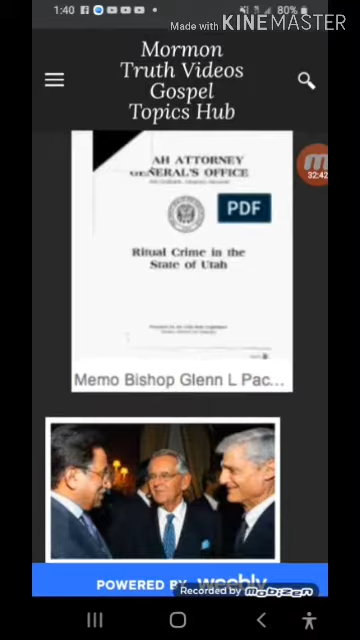 1:40
80%
Made with KINEMASTER
Mormon
Truth Videos
Gospel
Topics Hub
32:42
AH ATTORNEY
GENERAL'S OFFICE
PDF
Ritual Crime in the
State of Utah
Memo Bishop Glenn L Pac...
POWERED BY weebly
Recorded by mobizen